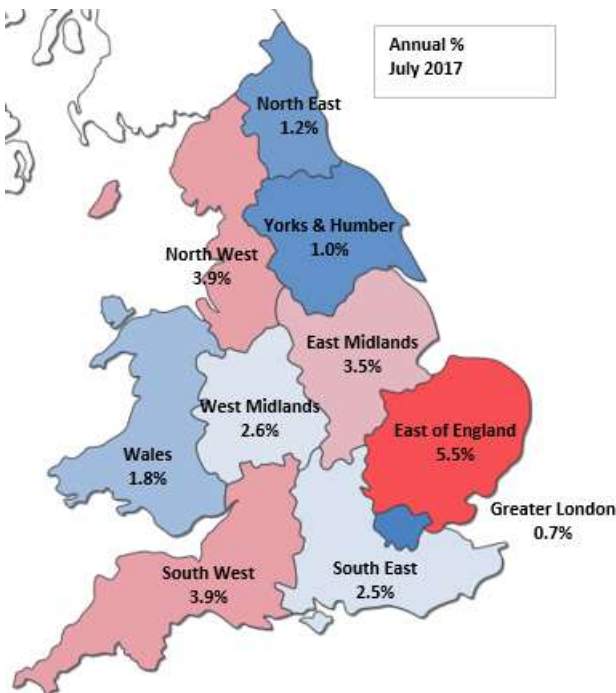 Annual %
July 2017
North East
1.2%
Yorks & Humber
1.0%
North West
3.9%
East Midlands
3.5%
West Midlands
2.6%
East of England
5.5%
Wales
1.8%
Greater London
0.7%
South West
3.9%
South East
2.5%